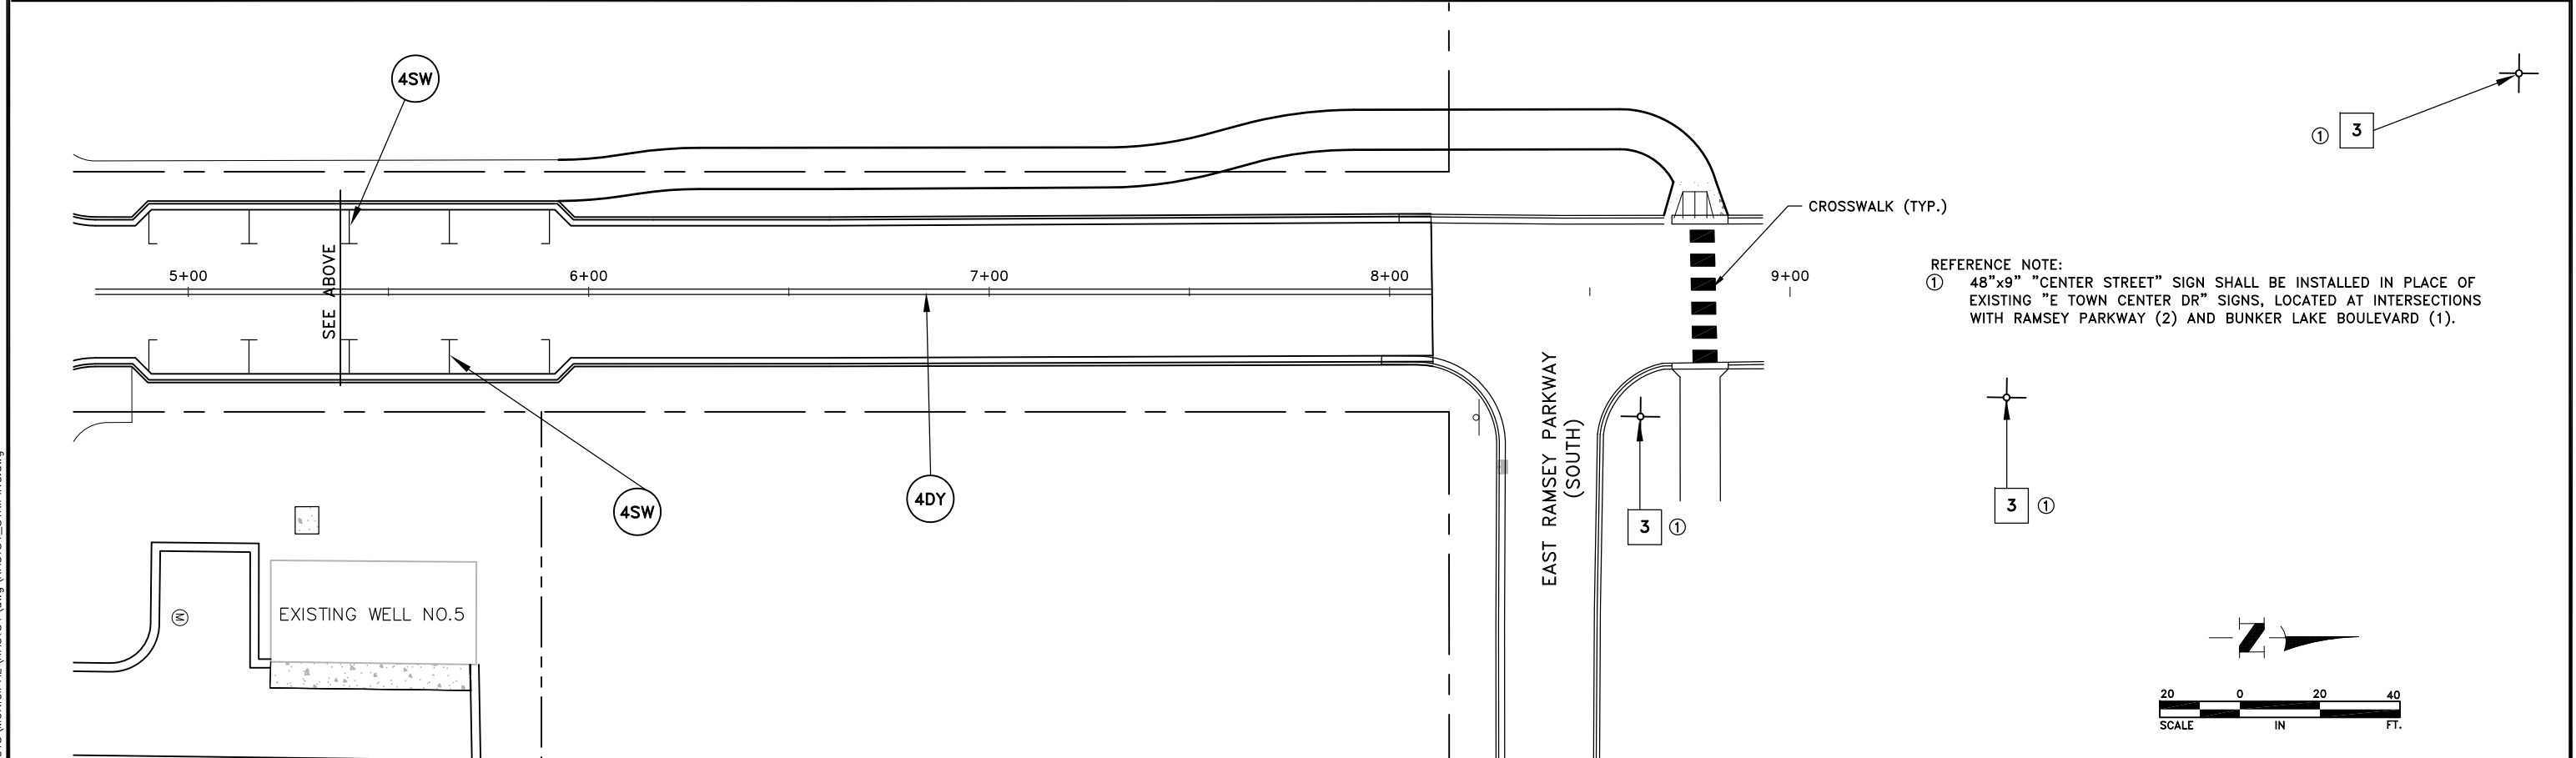 4SW
① 3
CROSSWALK (TYP.)
SEE ABOVE
5+00 6+00 7+00 8+00 9+00
REFERENCE NOTE:
① 48"x9" "CENTER STREET" SIGN SHALL BE INSTALLED IN PLACE OF
EXISTING "E TOWN CENTER DR" SIGNS, LOCATED AT INTERSECTIONS
WITH RAMSEY PARKWAY (2) AND BUNKER LAKE BOULEVARD (1).
4SW
4DY
EAST RAMSEY PARKWAY
(SOUTH)
3 ①
3 ①
EXISTING WELL NO.5
M
Z
20 0 20 40
SCALE IN FT.